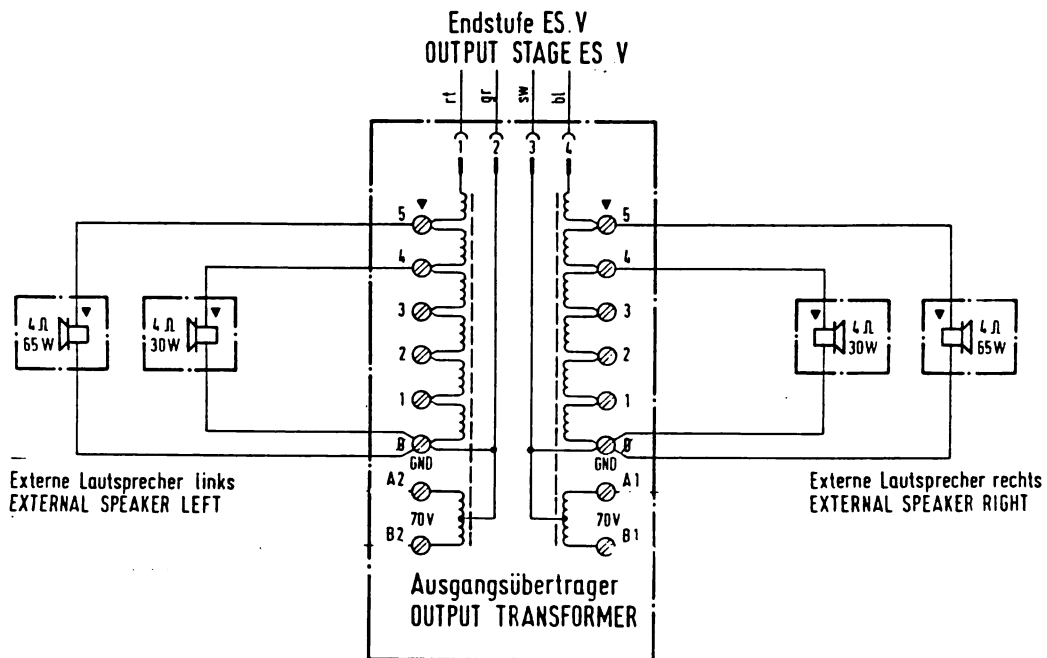 Endstufe ES.V
OUTPUT STAGE ES V
rt gr sw bl
1 2 3 4
5 5
4 4
3 3
2 2
1 1
Ø Ø
GND GND
4Ω 65W
4Ω 30W
4Ω 30W
4Ω 65W
Externe Lautsprecher links
EXTERNAL SPEAKER LEFT
Externe Lautsprecher rechts
EXTERNAL SPEAKER RIGHT
A2 A1
70V 70V
B2 B1
Ausgangsübertrager
OUTPUT TRANSFORMER